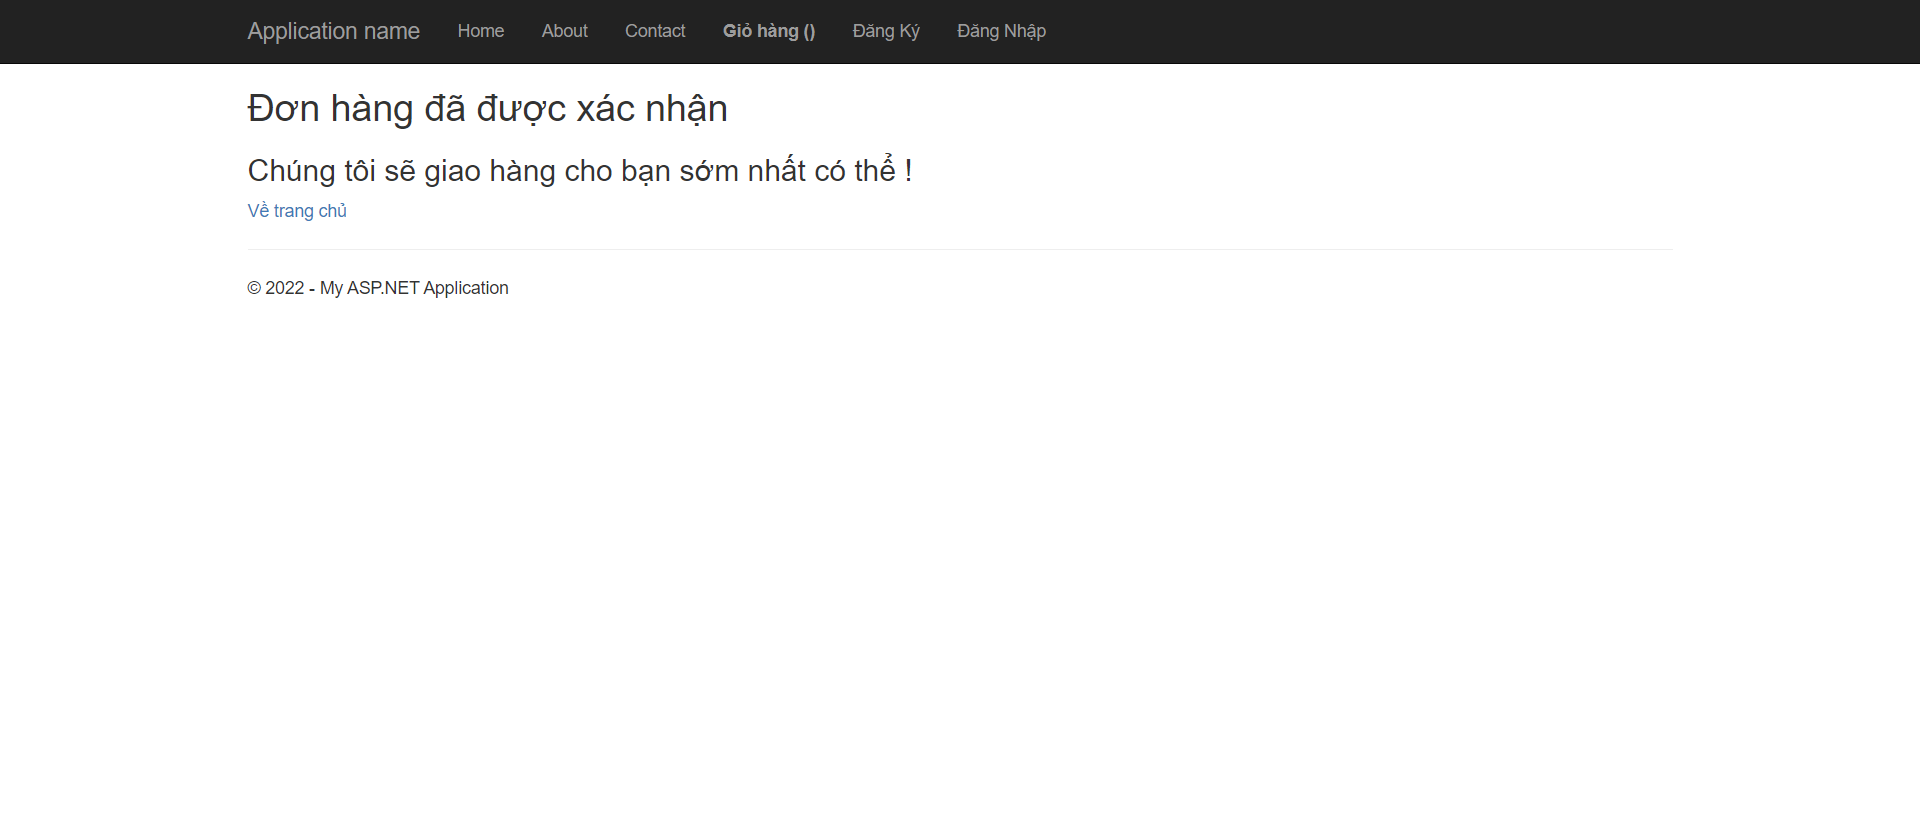 Application name Home About Contact Giỏ hàng () Đăng Ký Đăng Nhập
Đơn hàng đã được xác nhận
Chúng tôi sẽ giao hàng cho bạn sớm nhất có thể !
Về trang chủ
© 2022 - My ASP.NET Application